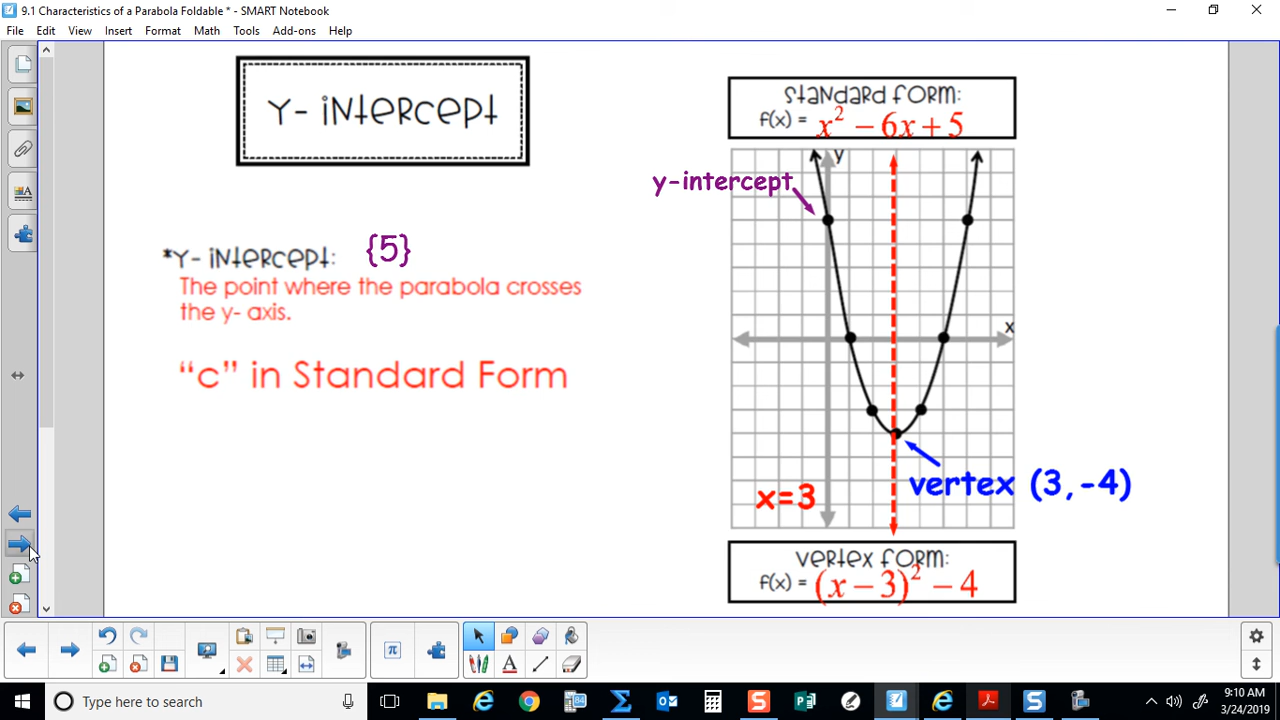 9.1 Characteristics of a Parabola Foldable * - SMART Notebook
File Edit View Insert Format Math Tools Add-ons Help
Y- intercept
*Y- intercept: {5}
The point where the parabola crosses
the y- axis.
"c" in Standard Form
standard form:
f(x) = x² − 6x + 5
y
y-intercept
x
vertex (3,-4)
x=3
vertex form:
f(x) = (x − 3)² − 4
π
A
Type here to search
9:10 AM
3/24/2019